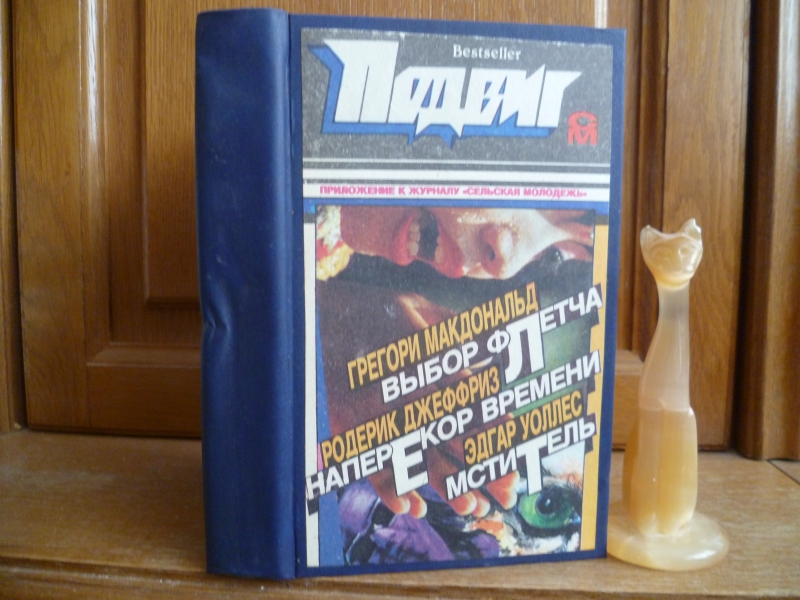 Bestseller
Подвиг
СМ
ПРИЛОЖЕНИЕ К ЖУРНАЛУ «СЕЛЬСКАЯ МОЛОДЕЖЬ»
ГРЕГОРИ МАКДОНАЛЬД
ВЫБОР ФЛЕТЧА
РОДЕРИК ДЖЕФФРИЗ
НАПЕРЕКОР ВРЕМЕНИ
ЭДГАР УОЛЛЕС
МСТИТЕЛЬ